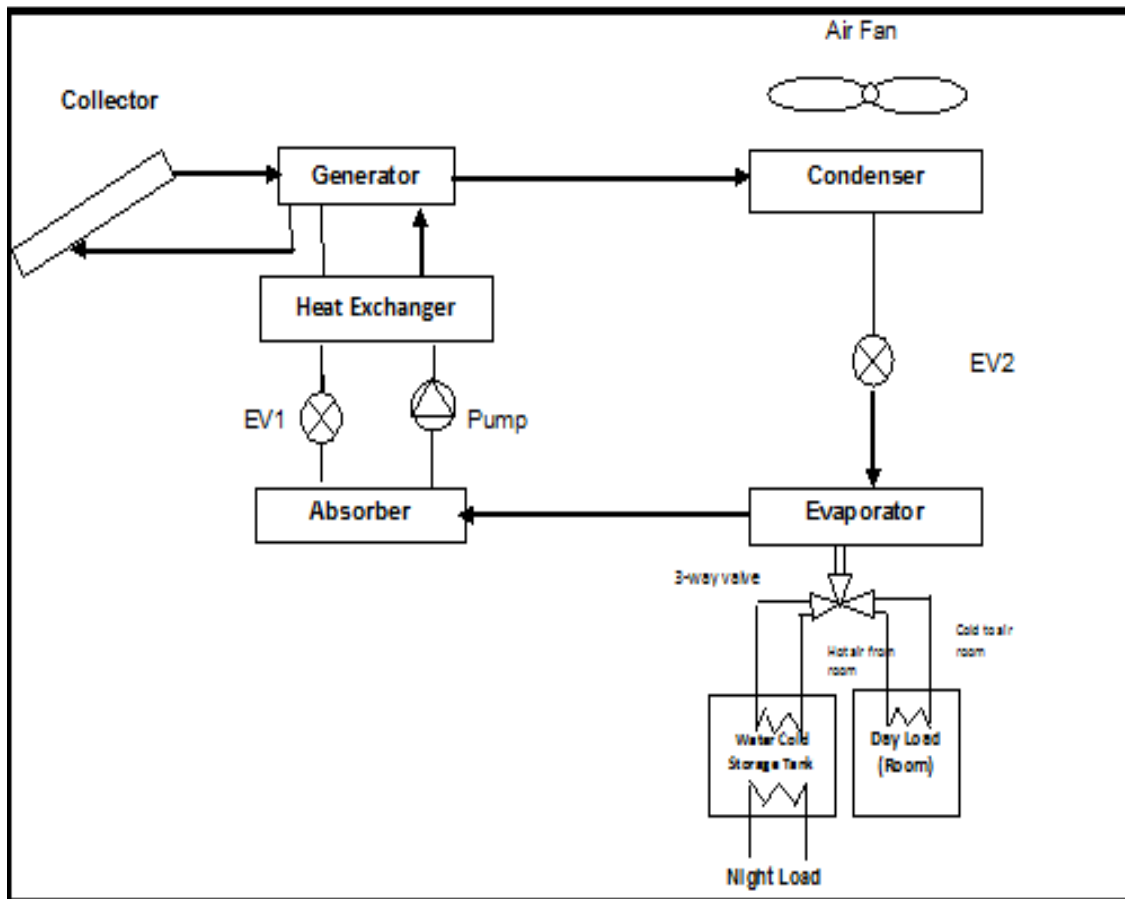 Air Fan
Collector
Generator
Condenser
Heat Exchanger
EV2
EV1
Pump
Absorber
Evaporator
3-way valve
Cold to air
room
Hot air from
room
Water Cold
Storage Tank
Day Load
(Room)
Night Load